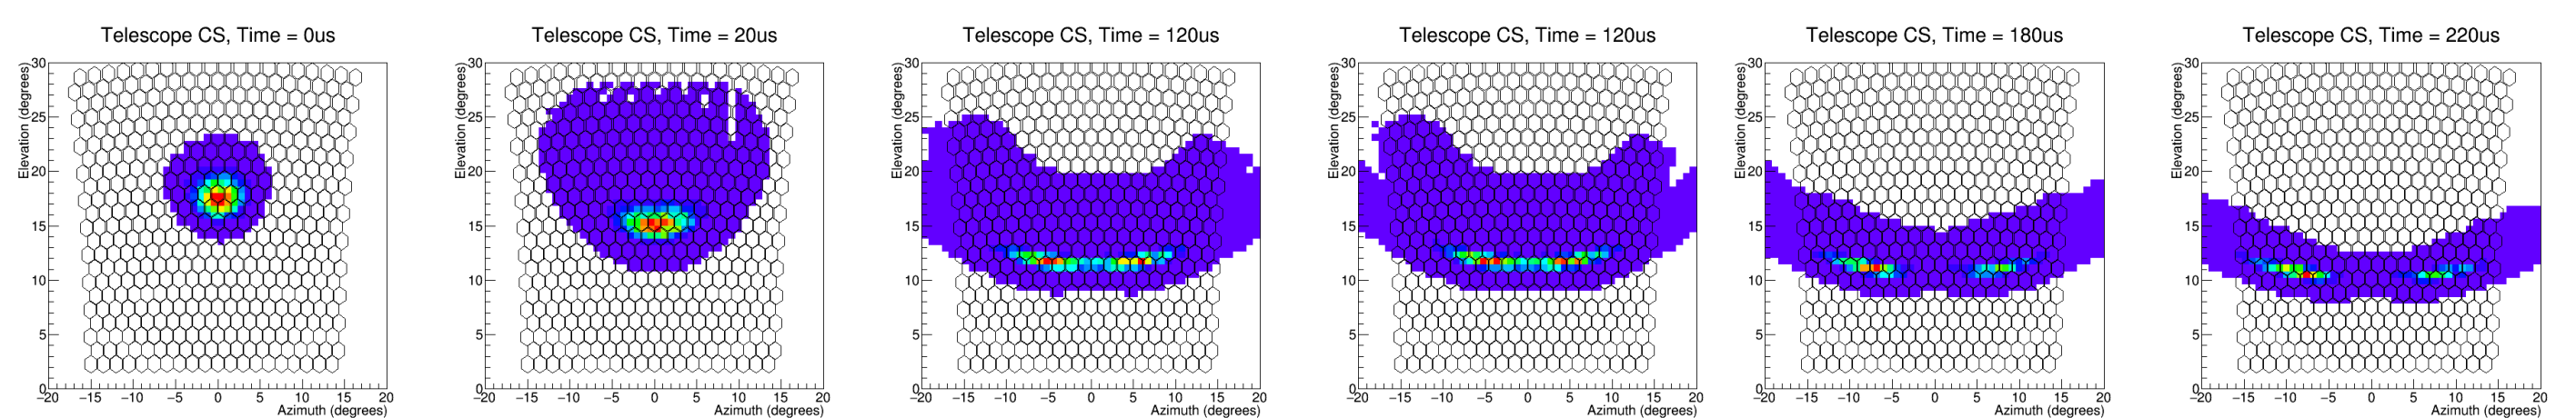 Telescope CS, Time = 0us
Elevation (degrees)
30
25
20
15
10
5
0
−20 −15 −10 −5 0 5 10 15 20
Azimuth (degrees)
Telescope CS, Time = 20us
Elevation (degrees)
30
25
20
15
10
5
0
−20 −15 −10 −5 0 5 10 15 20
Azimuth (degrees)
Telescope CS, Time = 120us
Elevation (degrees)
30
25
20
15
10
5
0
−20 −15 −10 −5 0 5 10 15 20
Azimuth (degrees)
Telescope CS, Time = 120us
Elevation (degrees)
30
25
20
15
10
5
0
−20 −15 −10 −5 0 5 10 15 20
Azimuth (degrees)
Telescope CS, Time = 180us
Elevation (degrees)
30
25
20
15
10
5
0
−20 −15 −10 −5 0 5 10 15 20
Azimuth (degrees)
Telescope CS, Time = 220us
Elevation (degrees)
30
25
20
15
10
5
0
−20 −15 −10 −5 0 5 10 15 20
Azimuth (degrees)